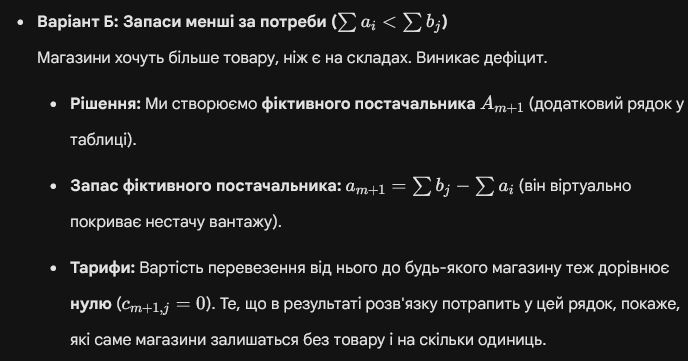 • Варіант Б: Запаси менші за потреби (∑ aᵢ < ∑ bⱼ)
Магазини хочуть більше товару, ніж є на складах. Виникає дефіцит.
• Рішення: Ми створюємо фіктивного постачальника Aₘ₊₁ (додатковий рядок у
таблиці).
• Запас фіктивного постачальника: aₘ₊₁ = ∑ bⱼ − ∑ aᵢ (він віртуально
покриває нестачу вантажу).
• Тарифи: Вартість перевезення від нього до будь-якого магазину теж дорівнює
нулю (cₘ₊₁,ⱼ = 0). Те, що в результаті розв'язку потрапить у цей рядок, покаже,
які саме магазини залишаться без товару і на скільки одиниць.